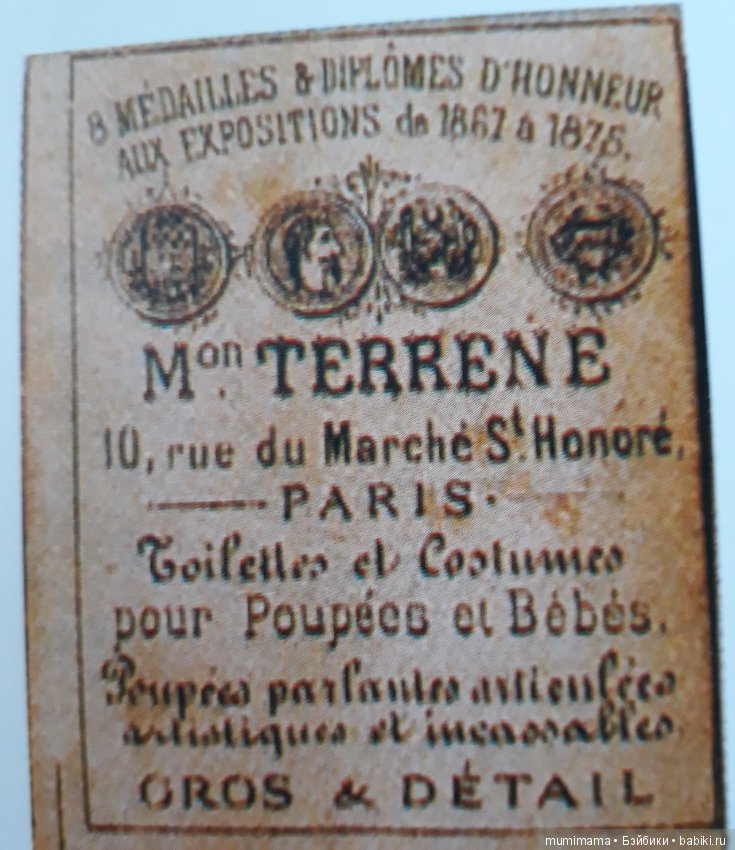 8 MÉDAILLES & DIPLÔMES D'HONNEUR
AUX EXPOSITIONS de 1867 à 1878.
Mon TERRENE
10, rue du Marché St. Honoré,
PARIS.
Toilettes et Costumes
pour Poupées et Bébés.
Poupées parlantes articulées
artistiques et incassables.
GROS & DÉTAIL
mumimama • Бэйбики • babiki.ru